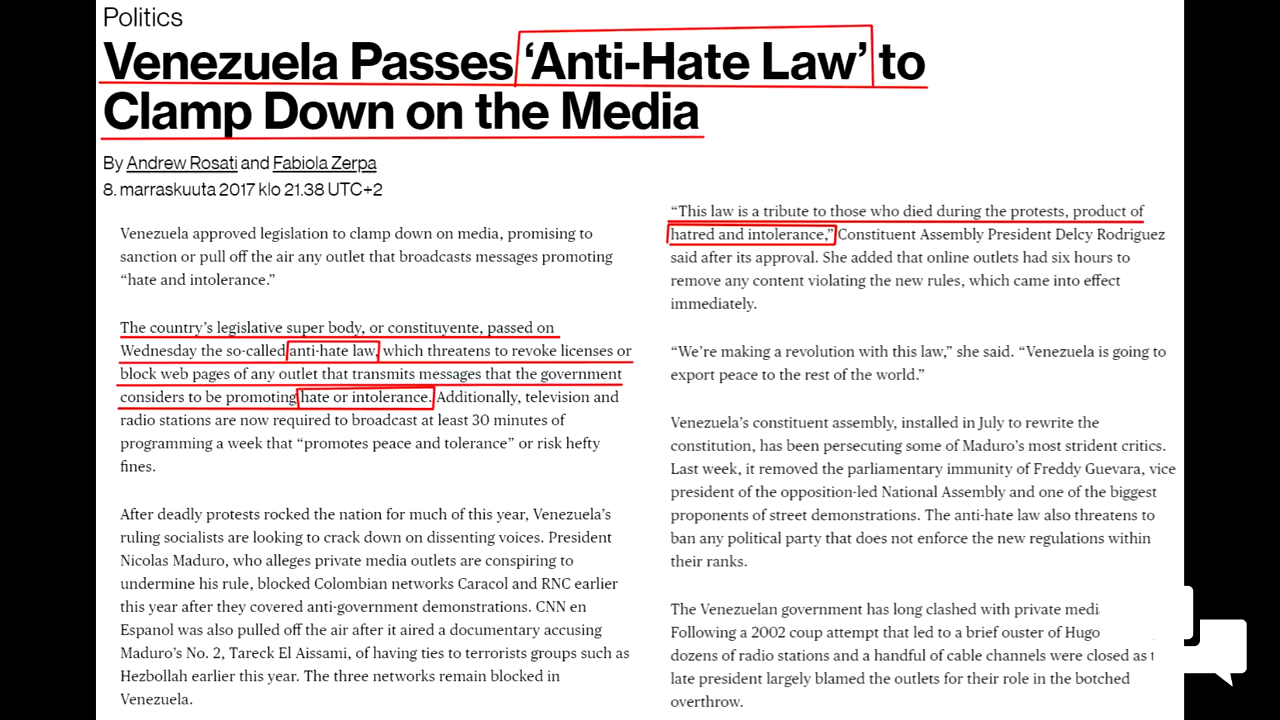 Politics
Venezuela Passes ‘Anti-Hate Law’ to
Clamp Down on the Media
By Andrew Rosati and Fabiola Zerpa
8. marraskuuta 2017 klo 21.38 UTC+2
Venezuela approved legislation to clamp down on media, promising to
sanction or pull off the air any outlet that broadcasts messages promoting
“hate and intolerance.”
The country’s legislative super body, or constituyente, passed on
Wednesday the so-called anti-hate law, which threatens to revoke licenses or
block web pages of any outlet that transmits messages that the government
considers to be promoting hate or intolerance. Additionally, television and
radio stations are now required to broadcast at least 30 minutes of
programming a week that “promotes peace and tolerance” or risk hefty
fines.
After deadly protests rocked the nation for much of this year, Venezuela’s
ruling socialists are looking to crack down on dissenting voices. President
Nicolas Maduro, who alleges private media outlets are conspiring to
undermine his rule, blocked Colombian networks Caracol and RNC earlier
this year after they covered anti-government demonstrations. CNN en
Espanol was also pulled off the air after it aired a documentary accusing
Maduro’s No. 2, Tareck El Aissami, of having ties to terrorists groups such as
Hezbollah earlier this year. The three networks remain blocked in
Venezuela.
“This law is a tribute to those who died during the protests, product of
hatred and intolerance,” Constituent Assembly President Delcy Rodriguez
said after its approval. She added that online outlets had six hours to
remove any content violating the new rules, which came into effect
immediately.
“We’re making a revolution with this law,” she said. “Venezuela is going to
export peace to the rest of the world.”
Venezuela’s constituent assembly, installed in July to rewrite the
constitution, has been persecuting some of Maduro’s most strident critics.
Last week, it removed the parliamentary immunity of Freddy Guevara, vice
president of the opposition-led National Assembly and one of the biggest
proponents of street demonstrations. The anti-hate law also threatens to
ban any political party that does not enforce the new regulations within
their ranks.
The Venezuelan government has long clashed with private medi
Following a 2002 coup attempt that led to a brief ouster of Hugo
dozens of radio stations and a handful of cable channels were closed as
late president largely blamed the outlets for their role in the botched
overthrow.